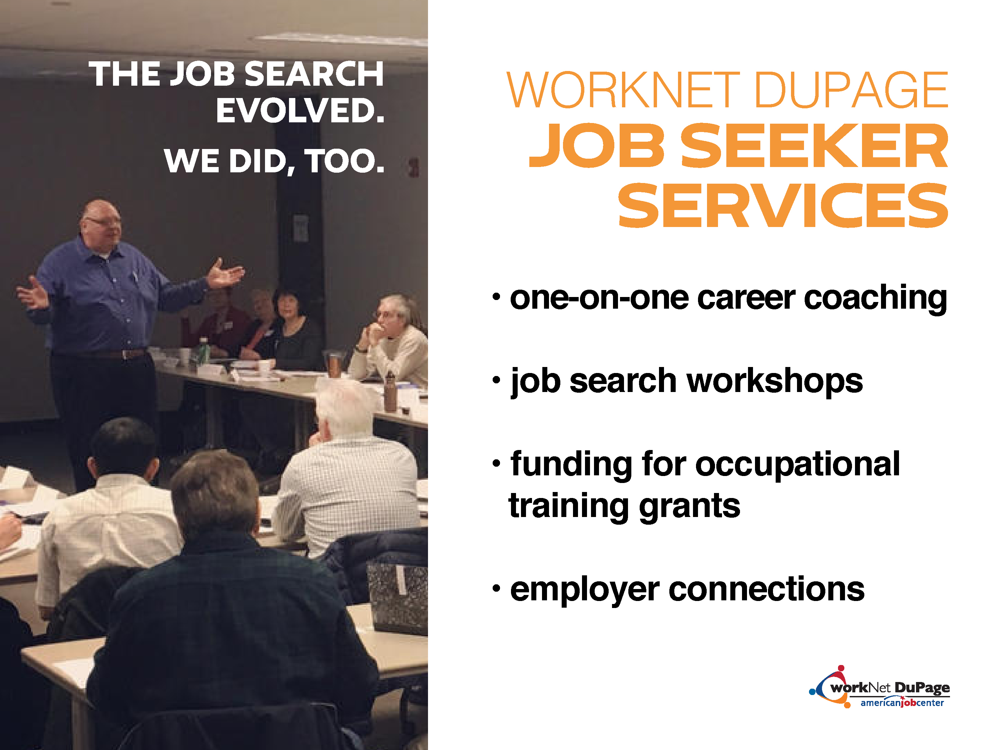 THE JOB SEARCH
EVOLVED.
WE DID, TOO.
WORKNET DUPAGE
JOB SEEKER
SERVICES
• one-on-one career coaching
• job search workshops
• funding for occupational
training grants
• employer connections
workNet DuPage
americanjobcenter